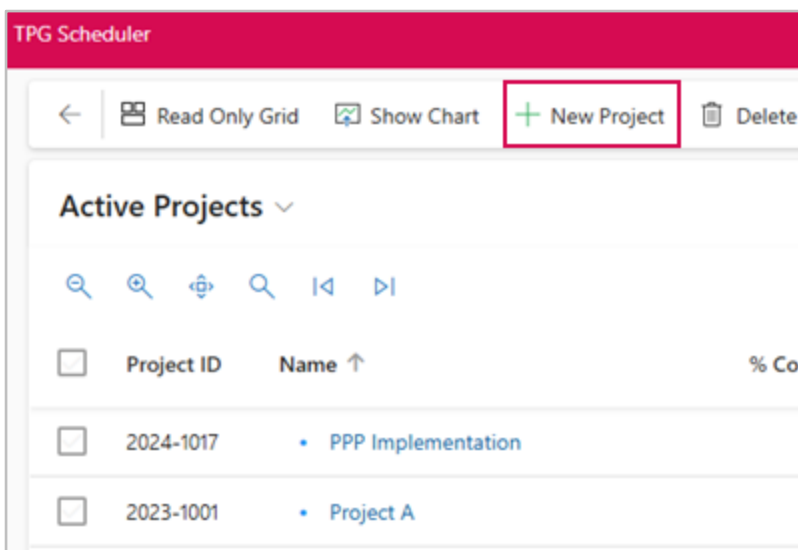 TPG Scheduler
Read Only Grid Show Chart New Project Delete
Active Projects
Project ID Name % Co
2024-1017 PPP Implementation
2023-1001 Project A